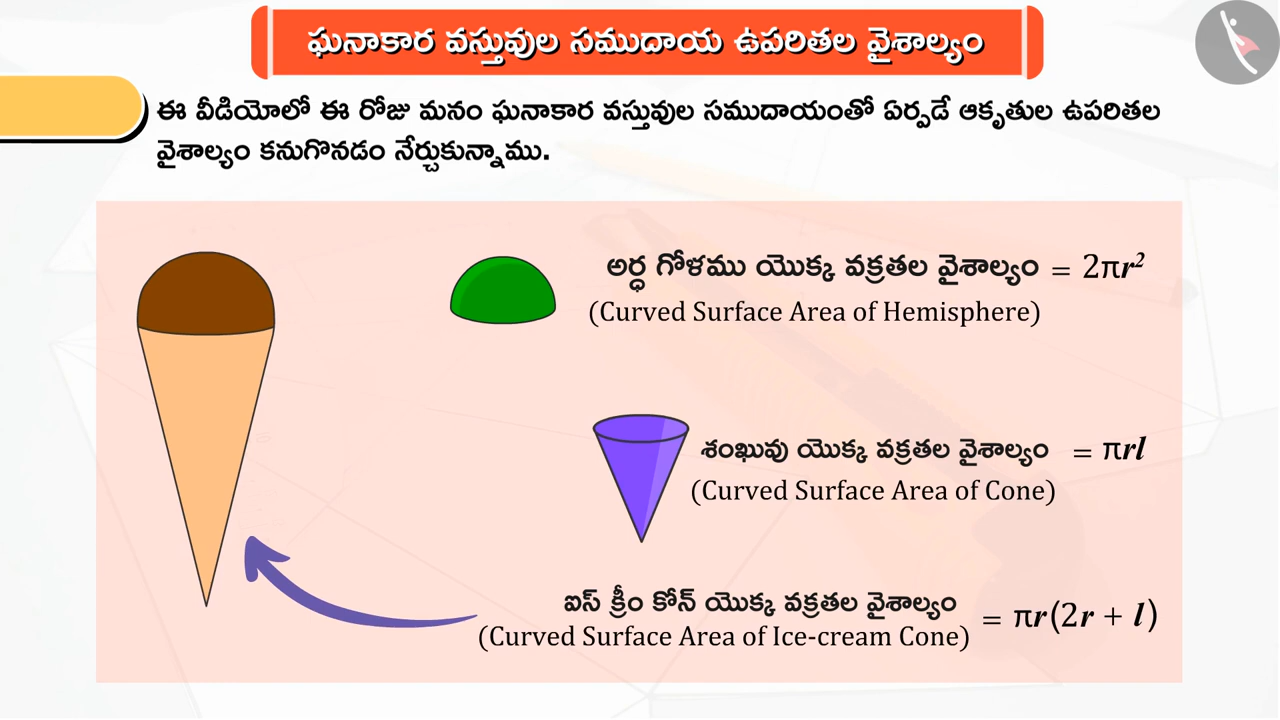 ఘనాకార వస్తువుల సముదాయ ఉపరితల వైశాల్యం
ఈ వీడియోలో ఈ రోజు మనం ఘనాకార వస్తువుల సముదాయంతో ఏర్పడే ఆకృతుల ఉపరితల
వైశాల్యం కనుగొనడం నేర్చుకున్నాము.
అర్ధ గోళము యొక్క వక్రతల వైశాల్యం = 2πr²
(Curved Surface Area of Hemisphere)
శంఖువు యొక్క వక్రతల వైశాల్యం = πrl
(Curved Surface Area of Cone)
ఐస్ క్రీం కోన్ యొక్క వక్రతల వైశాల్యం = πr(2r + l)
(Curved Surface Area of Ice-cream Cone)